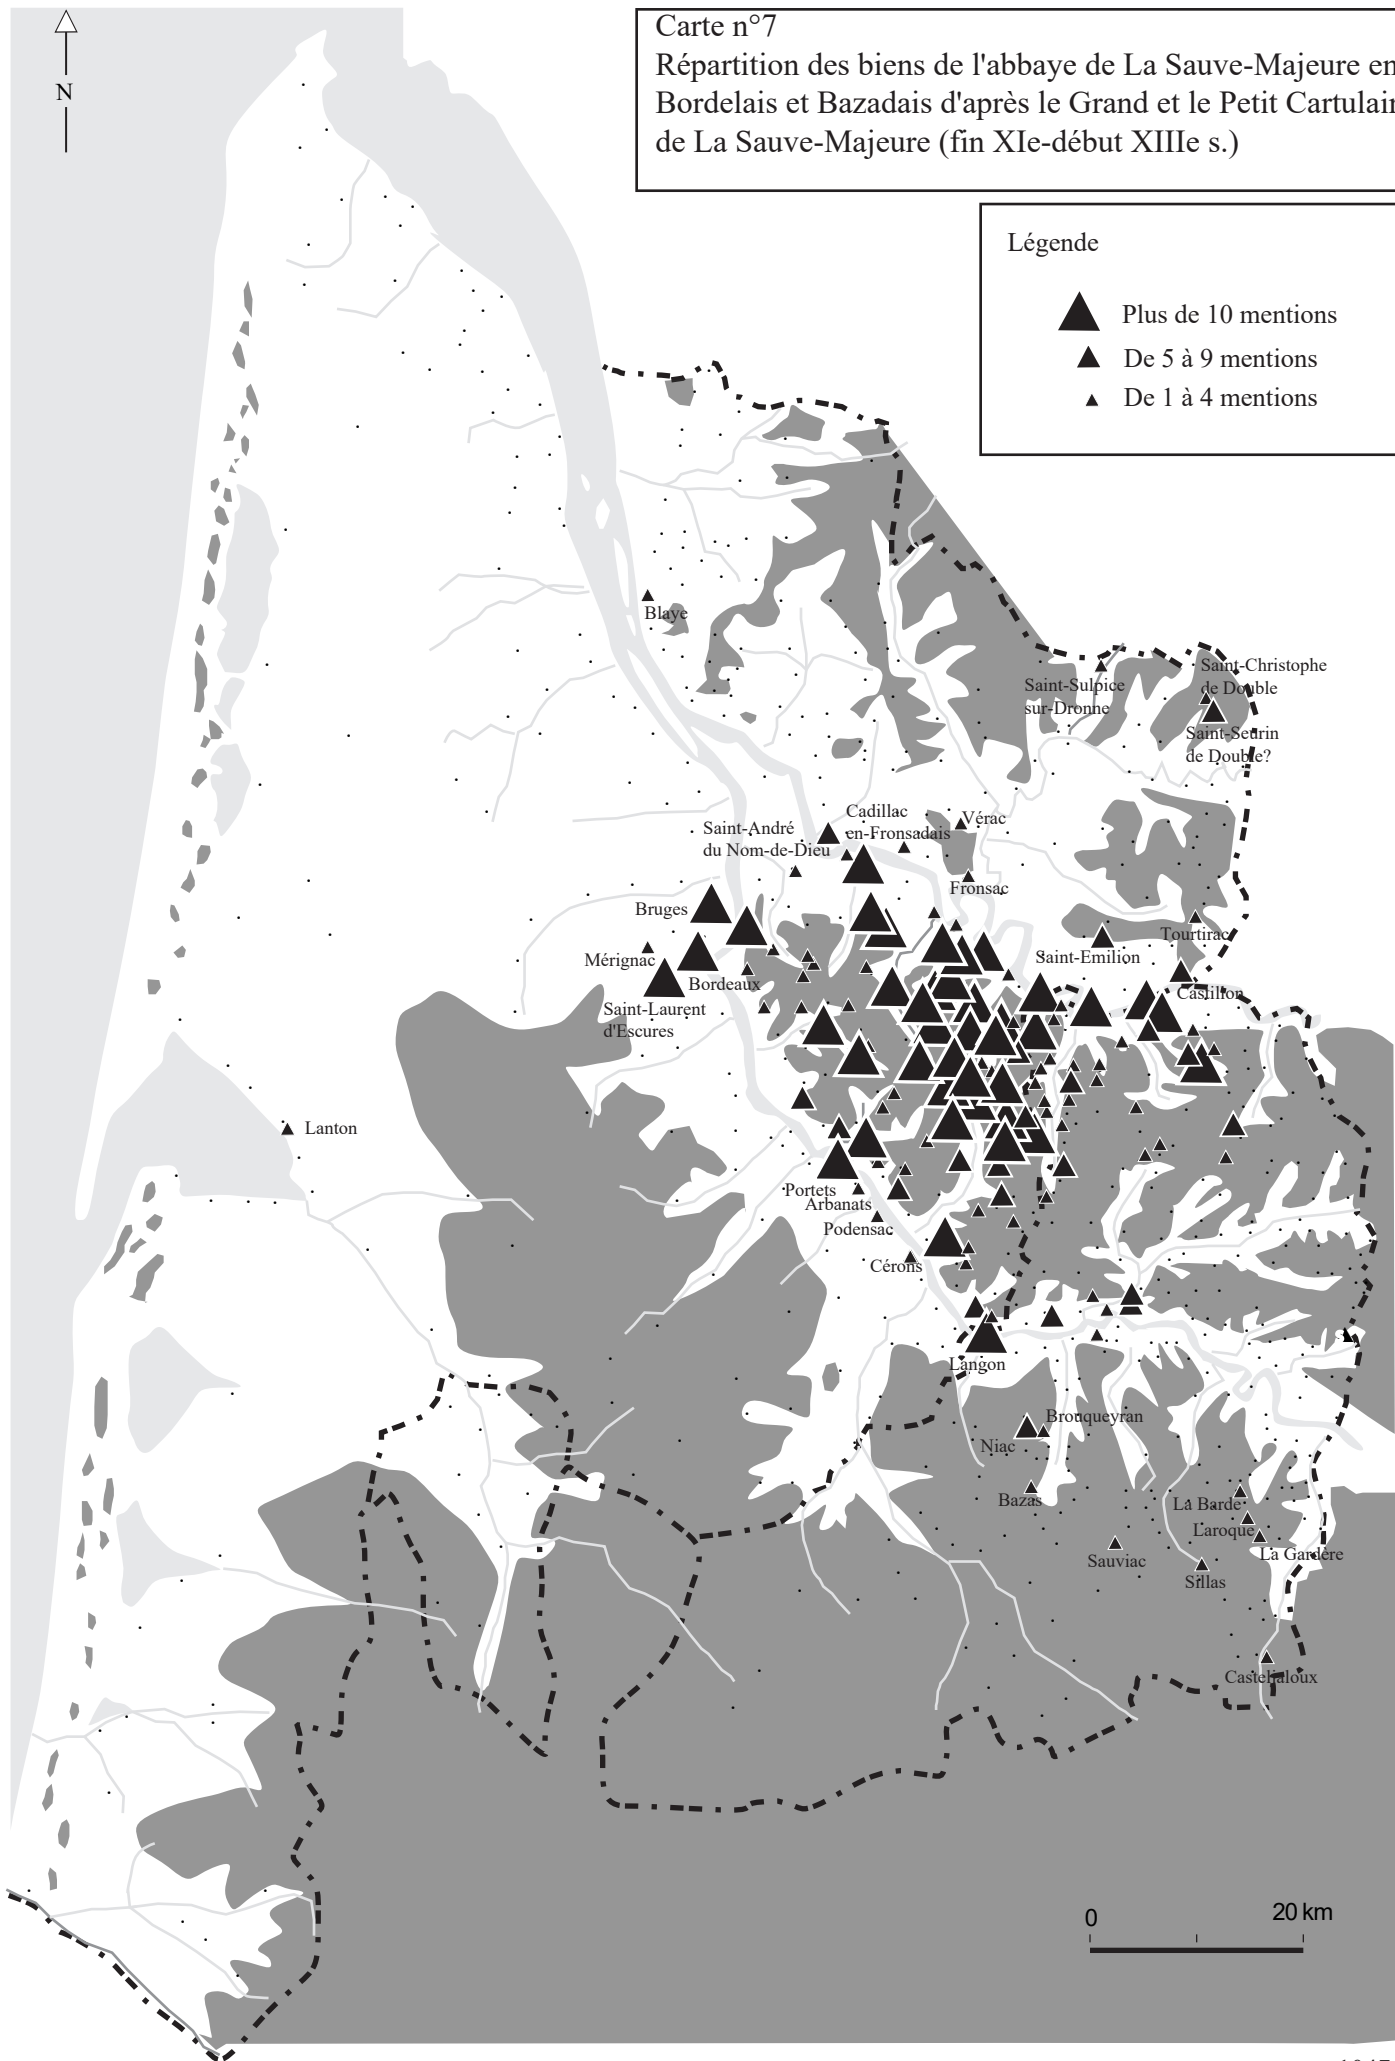 Carte n°7
Répartition des biens de l'abbaye de La Sauve-Majeure en
Bordelais et Bazadais d'après le Grand et le Petit Cartulair
de La Sauve-Majeure (fin XIe-début XIIIe s.)
N
Légende
Plus de 10 mentions
De 5 à 9 mentions
De 1 à 4 mentions
Blaye
Saint-Christophe
de Double
Saint-Sulpice
sur-Dronne
Saint-Seurin
de Double?
Cadillac
en-Fronsadais
Vérac
Saint-André
du Nom-de-Dieu
Fronsac
Bruges
Tourtirac
Mérignac
Saint-Emilion
Bordeaux
Castillon
Saint-Laurent
d'Escures
Lanton
Portets
Arbanats
Podensac
Cérons
Langon
Brouqueyran
Niac
Bazas
La Barde
Laroque
La Gardère
Sauviac
Sillas
Casteljaloux
0
20 km